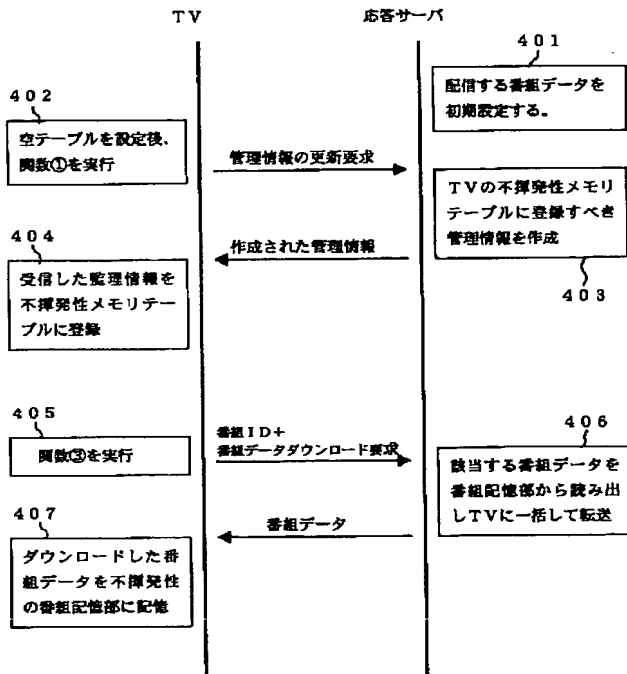 TV
応答サーバ
401
配信する番組データを
初期設定する。
402
空テーブルを設定後、
関数①を実行
管理情報の更新要求
TVの不揮発性メモリ
テーブルに登録すべき
管理情報を作成
403
作成された管理情報
404
受信した監理情報を
不揮発性メモリテー
ブルに登録
405
関数③を実行
番組ID+
番組データダウンロード要求
406
該当する番組データを
番組記憶部から読み出
しTVに一括して転送
番組データ
407
ダウンロードした番
組データを不揮発性
の番組記憶部に記憶